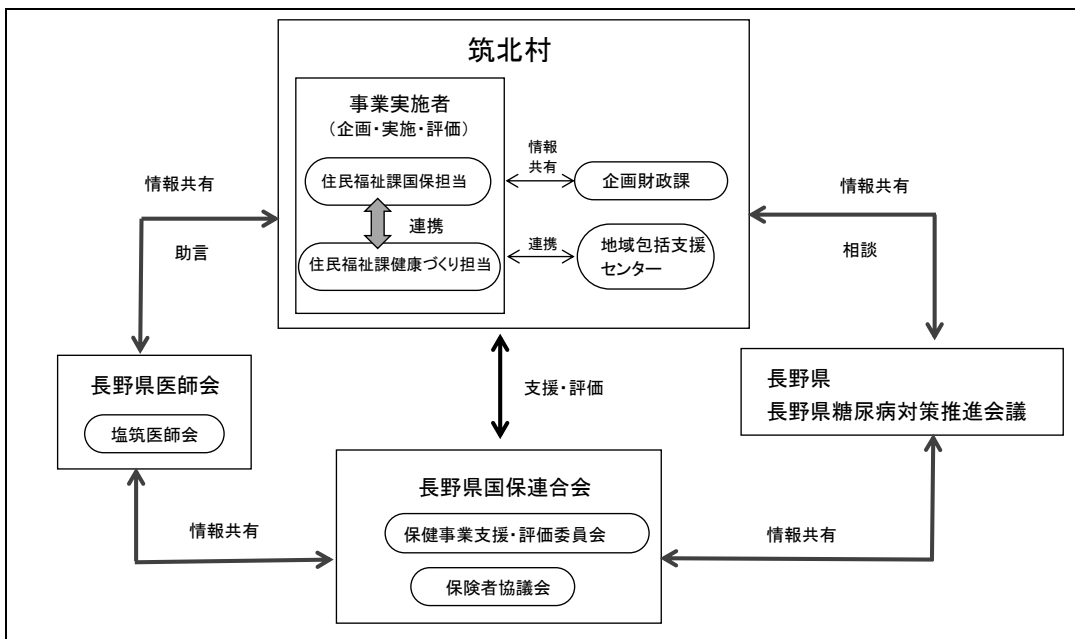 筑北村
事業実施者
(企画・実施・評価)
住民福祉課国保担当
連携
住民福祉課健康づくり担当
情報
共有
企画財政課
連携
地域包括支援
センター
情報共有
助言
情報共有
相談
長野県医師会
塩筑医師会
支援・評価
長野県
長野県糖尿病対策推進会議
情報共有
長野県国保連合会
保健事業支援・評価委員会
保険者協議会
情報共有